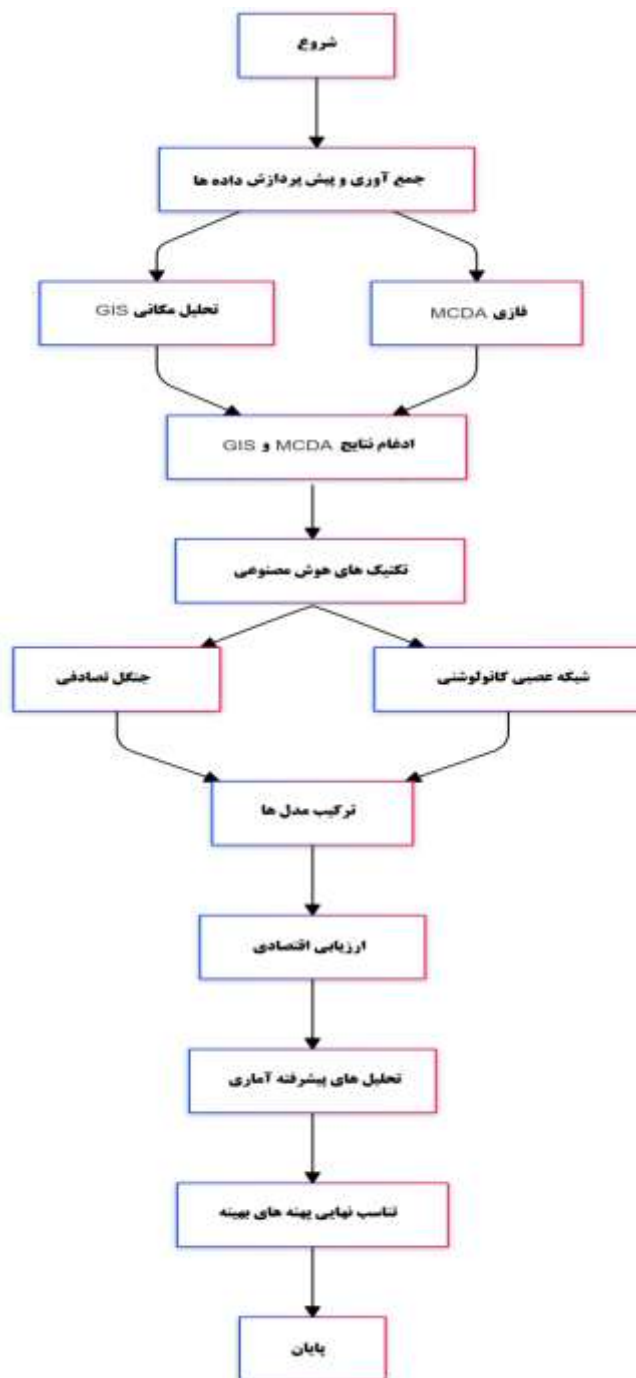 شروع
جمع آوری و پیش پردازش داده ها
فازی MCDA
تحلیل مکانی GIS
ادغام نتایج MCDA و GIS
تکنیک های هوش مصنوعی
شبکه عصبی کانولوشنی
جنگل تصادفی
ترکیب مدل ها
ارزیابی اقتصادی
تحلیل های پیشرفته آماری
تناسب نهایی پهنه های بهینه
پایان